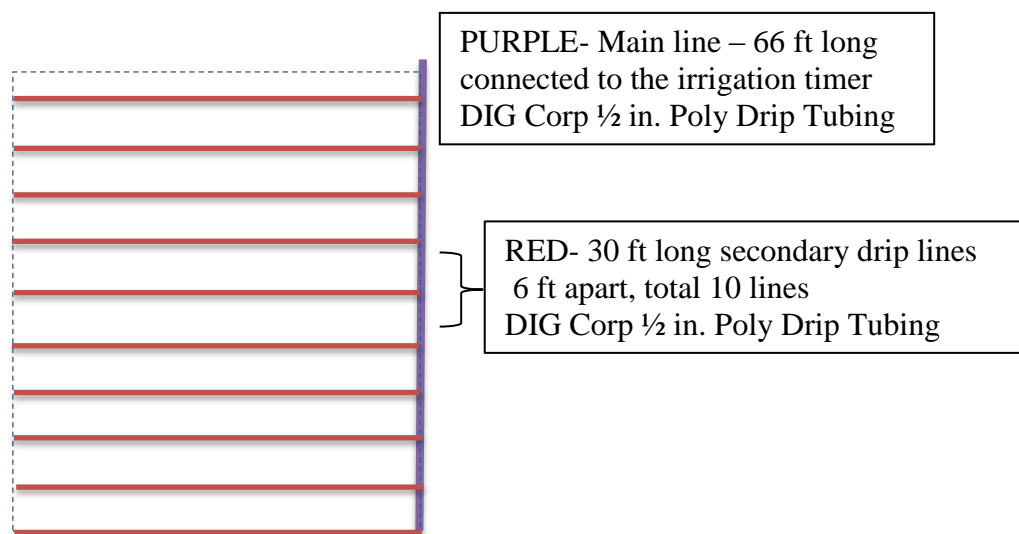 PURPLE- Main line – 66 ft long
connected to the irrigation timer
DIG Corp ½ in. Poly Drip Tubing
RED- 30 ft long secondary drip lines
6 ft apart, total 10 lines
DIG Corp ½ in. Poly Drip Tubing